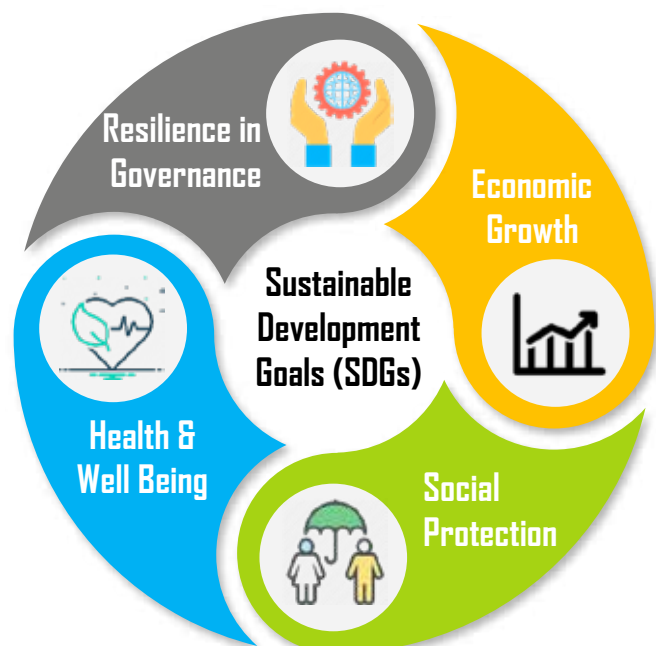 Resilience in
Governance
Economic
Growth
Sustainable
Development
Goals (SDGs)
Health &
Well Being
Social
Protection